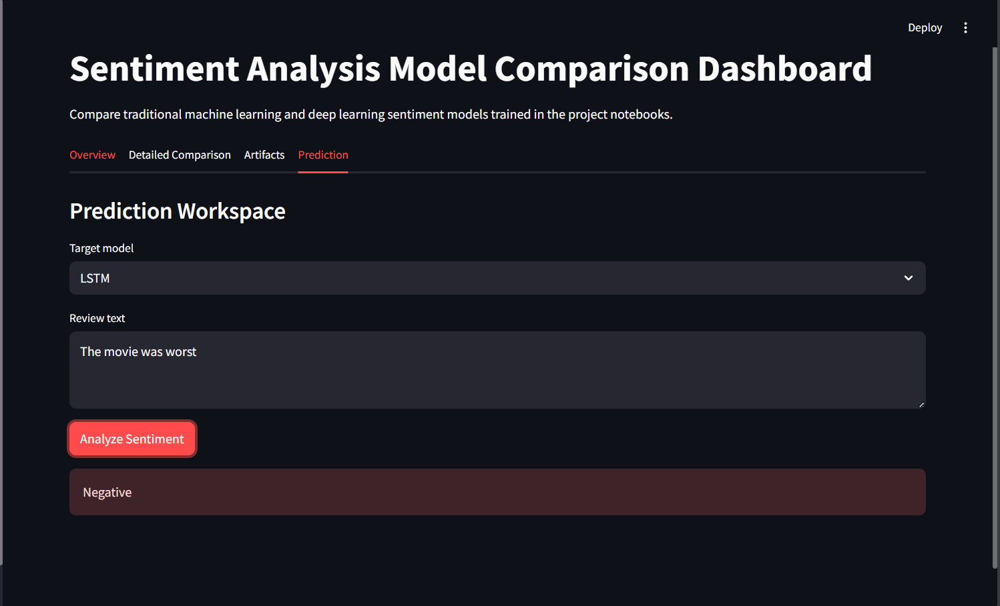 Deploy
Sentiment Analysis Model Comparison Dashboard
Compare traditional machine learning and deep learning sentiment models trained in the project notebooks.
Overview Detailed Comparison Artifacts Prediction
Prediction Workspace
Target model
LSTM
Review text
The movie was worst
Analyze Sentiment
Negative